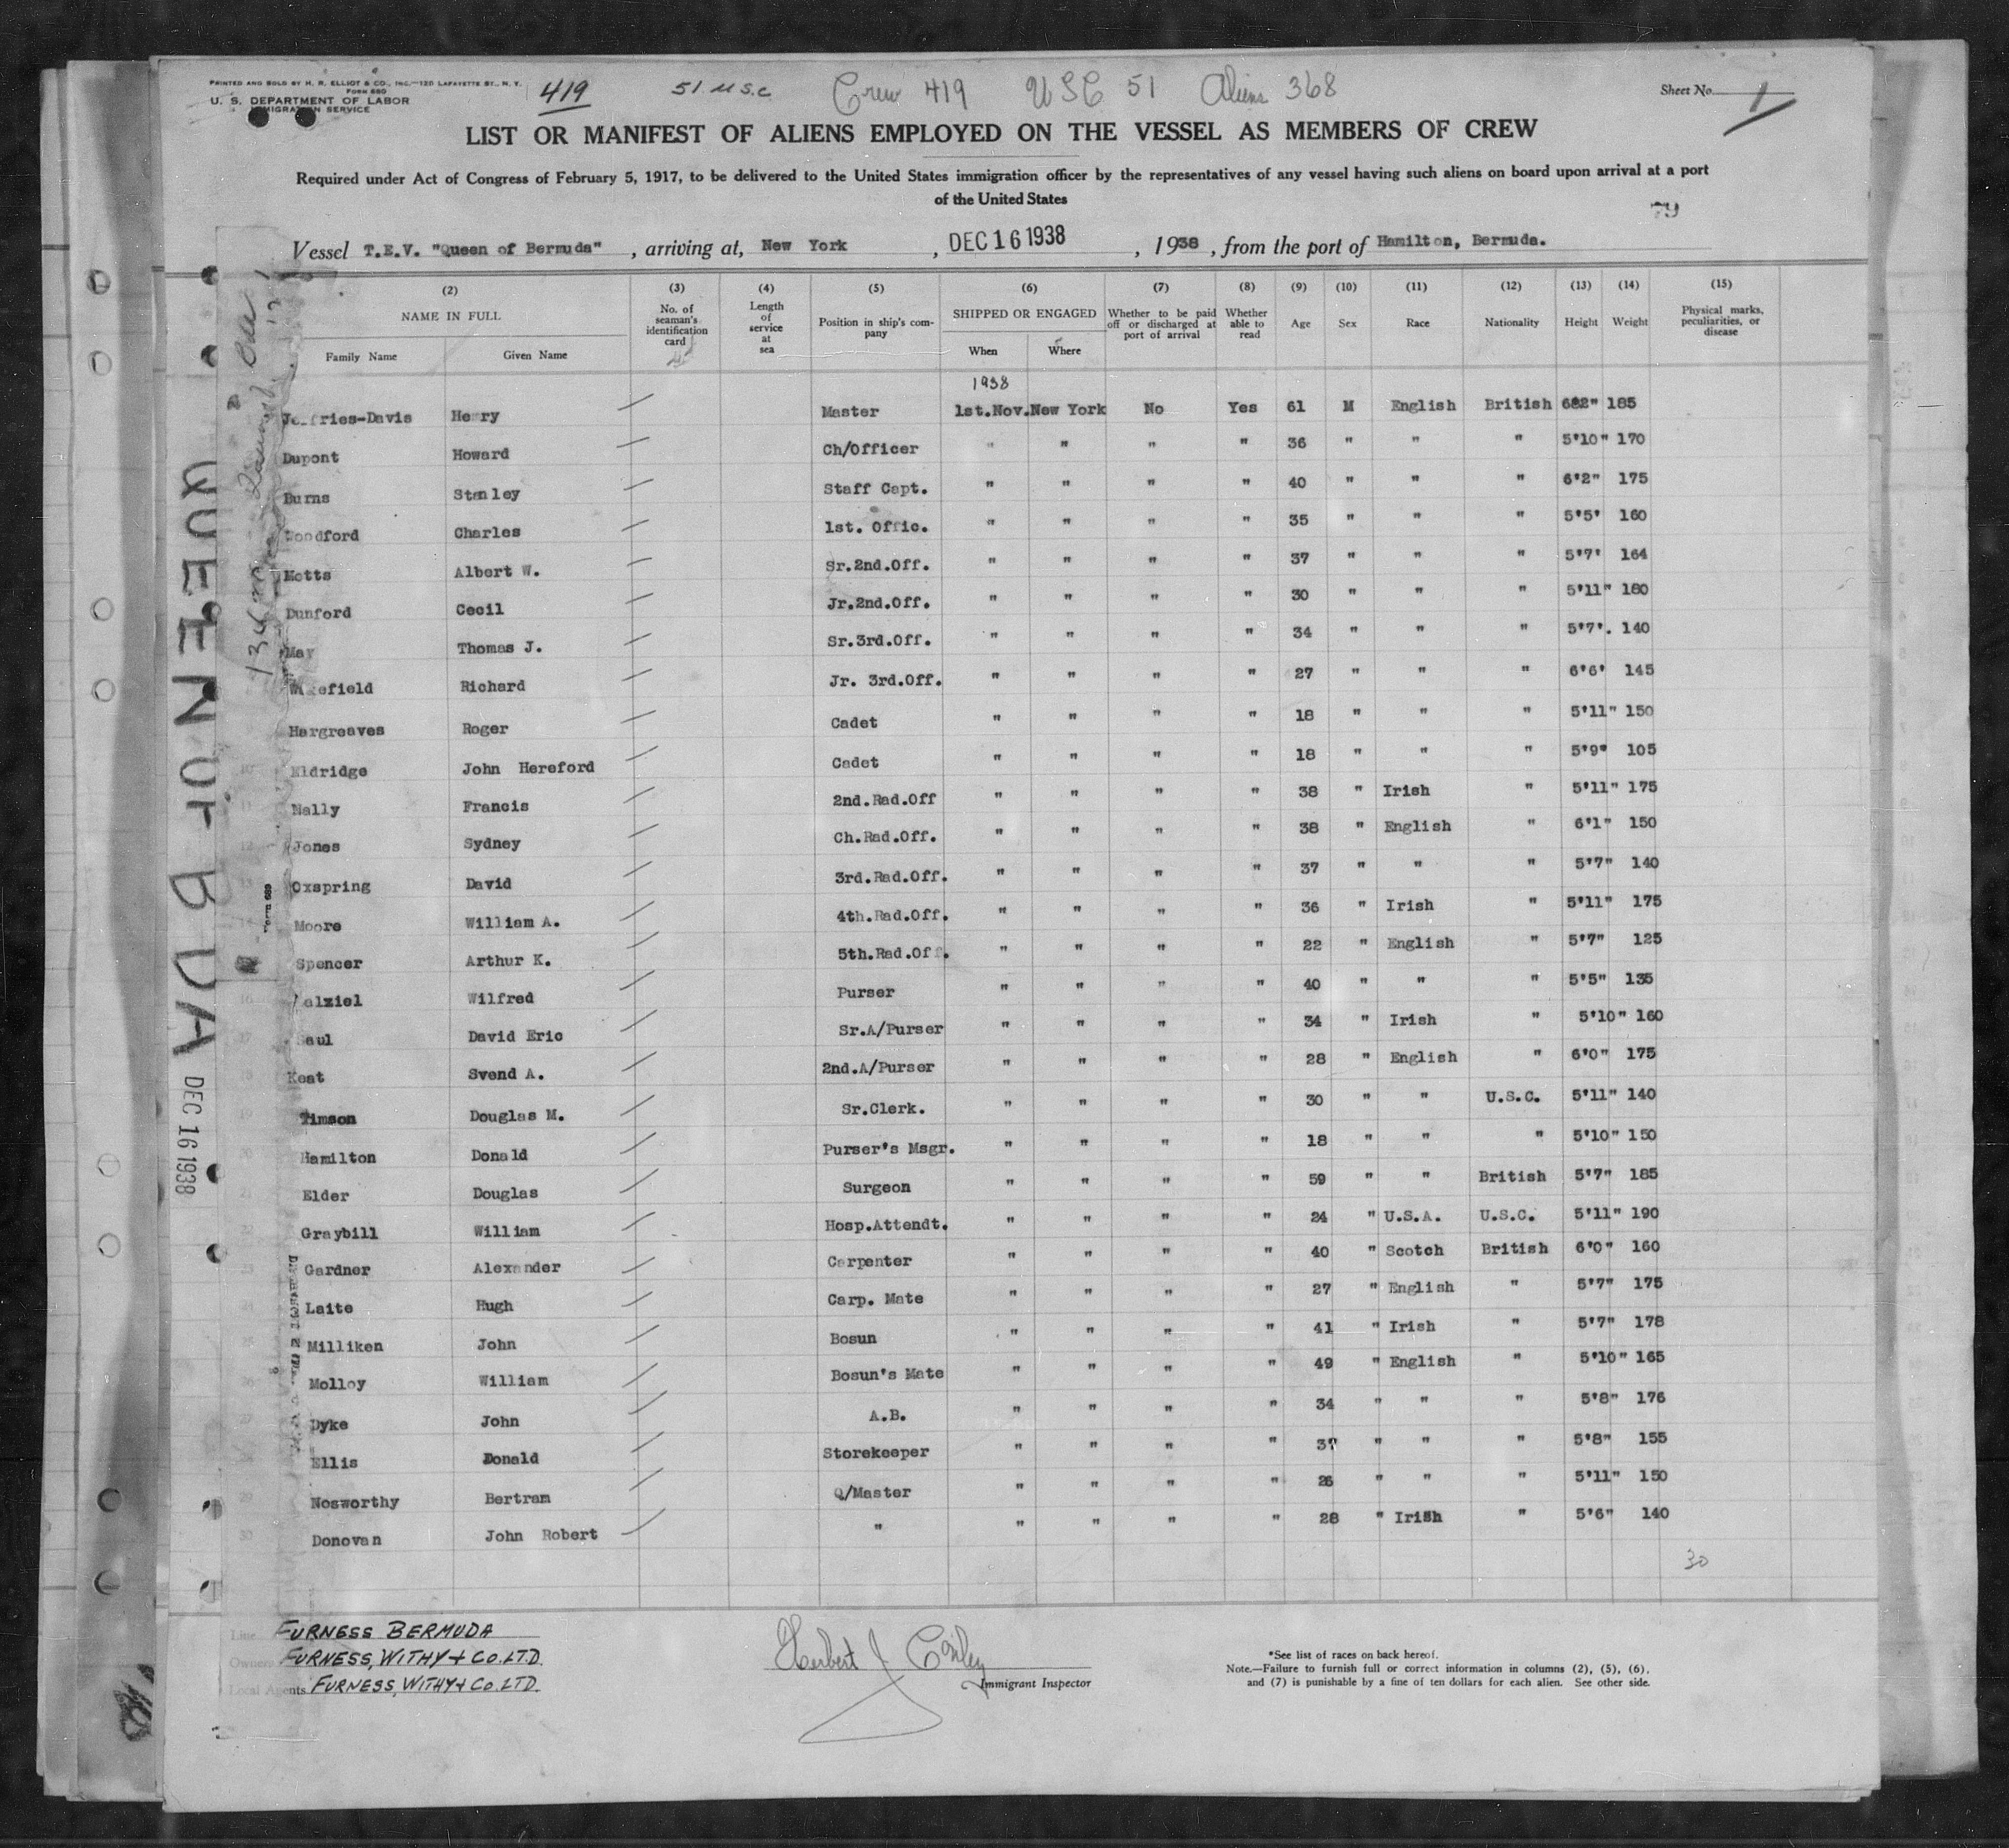 PRINTED AND SOLD BY H. R. ELLIOT & CO., INC.—120 LAFAYETTE ST., N. Y.
FORM 680
U. S. DEPARTMENT OF LABOR
IMMIGRATION SERVICE
419 51 USC Crew 419 USC 51 Aliens 368
Sheet No. 1
LIST OR MANIFEST OF ALIENS EMPLOYED ON THE VESSEL AS MEMBERS OF CREW
Required under Act of Congress of February 5, 1917, to be delivered to the United States immigration officer by the representatives of any vessel having such aliens on board upon arrival at a port
of the United States
79
Vessel T.E.V. "Queen of Bermuda" , arriving at, New York , DEC 16 1938 , 1938 , from the port of Hamilton, Bermuda.
(2) (3) (4) (5) (6) (7) (8) (9) (10) (11) (12) (13) (14) (15)
NAME IN FULL No. of seaman's identification card Length of service at sea Position in ship's company SHIPPED OR ENGAGED Whether to be paid off or discharged at port of arrival Whether able to read Age Sex Race Nationality Height Weight Physical marks, peculiarities, or disease
Family Name Given Name When Where
1938
Jeffries-Davis Henry Master 1st.Nov. New York No Yes 61 M English British 185
Dupont Howard Ch/Officer " " " " 36 " " " 5'10" 170
Burns Stanley Staff Capt. " " " " 40 " " " 6'2" 175
Woodford Charles 1st. Offic. " " " " 35 " " " 5'5' 160
Motts Albert W. Sr.2nd.Off. " " " " 37 " " " 5'7' 164
Dunford Cecil Jr.2nd.Off. " " " " 30 " " " 5'11" 180
May Thomas J. Sr.3rd.Off. " " " " 34 " " " 5'7'. 140
Wakefield Richard Jr. 3rd.Off. " " " " 27 " " " 6'6' 145
Hargreaves Roger Cadet " " " " 18 " " " 5'11" 150
Eldridge John Hereford Cadet " " " " 18 " " " 5'9" 105
Nally Francis 2nd.Rad.Off " " " " 38 " Irish " 5'11" 175
Jones Sydney Ch.Rad.Off. " " " " 38 " English " 6'1" 150
Oxspring David 3rd.Rad.Off. " " " " 37 " " " 5'7" 140
Moore William A. 4th.Rad.Off. " " " " 36 " Irish " 5'11" 175
Spencer Arthur K. 5th.Rad.Off. " " " " 22 " English " 5'7" 125
Dalziel Wilfred Purser " " " " 40 " " " 5'5" 135
Saul David Eric Sr.A/Purser " " " " 34 " Irish " 5'10" 160
Keat Svend A. 2nd.A/Purser " " " " 28 " English " 6'0" 175
Timson Douglas M. Sr.Clerk. " " " " 30 " " U.S.C. 5'11" 140
Hamilton Donald Purser's Msgr. " " " " 18 " " " 5'10" 150
Elder Douglas Surgeon " " " " 59 " " British 5'7" 185
Graybill William Hosp.Attendt. " " " " 24 " U.S.A. U.S.C. 5'11" 190
Gardner Alexander Carpenter " " " " 40 " Scotch British 6'0" 160
Laite Hugh Carp. Mate " " " " 27 " English " 5'7" 175
Milliken John Bosun " " " " 41 " Irish " 5'7" 178
Molloy William Bosun's Mate " " " " 49 " English " 5'10" 165
Dyke John A.B. " " " " 34 " " " 5'8" 176
Ellis Donald Storekeeper " " " " 37 " " " 5'8" 155
Nosworthy Bertram Q/Master " " " " 26 " " " 5'11" 150
Donovan John Robert " " " " " 28 " Irish " 5'6" 140
30
Line FURNESS BERMUDA
Owners FURNESS, WITHY & CO. LTD.
Local Agents FURNESS, WITHY & CO. LTD.
Herbert J. Conley
Immigrant Inspector
*See list of races on back hereof.
Note.—Failure to furnish full or correct information in columns (2), (5), (6),
and (7) is punishable by a fine of ten dollars for each alien. See other side.
QUEEN OF BDA DEC 16 1938